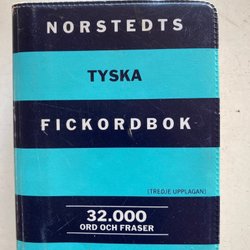 NORSTEDTS
TYSKA
FICKORDBOK
(TREDJE UPPLAGAN)
32.000
ORD OCH FRASER